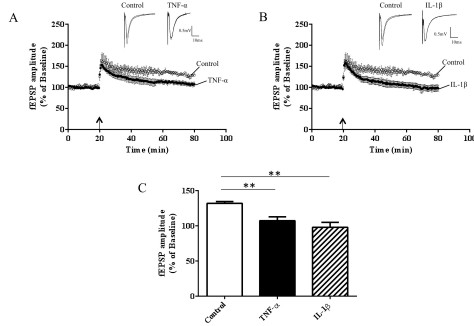 A
Control TNF-α
0.5mV
10ms
fEPSP amplitude
(% of Baseline)
250
200
150
100
50
0
Control
TNF-α
0 20 40 60 80 100
Time (min)
B
Control IL-1β
0.5mV
10ms
fEPSP amplitude
(% of Baseline)
250
200
150
100
50
0
Control
IL-1β
0 20 40 60 80 100
Time (min)
C
fEPSP amplitude
(% of Baseline)
150
100
50
0
**
**
Control
TNF-α
IL-1β